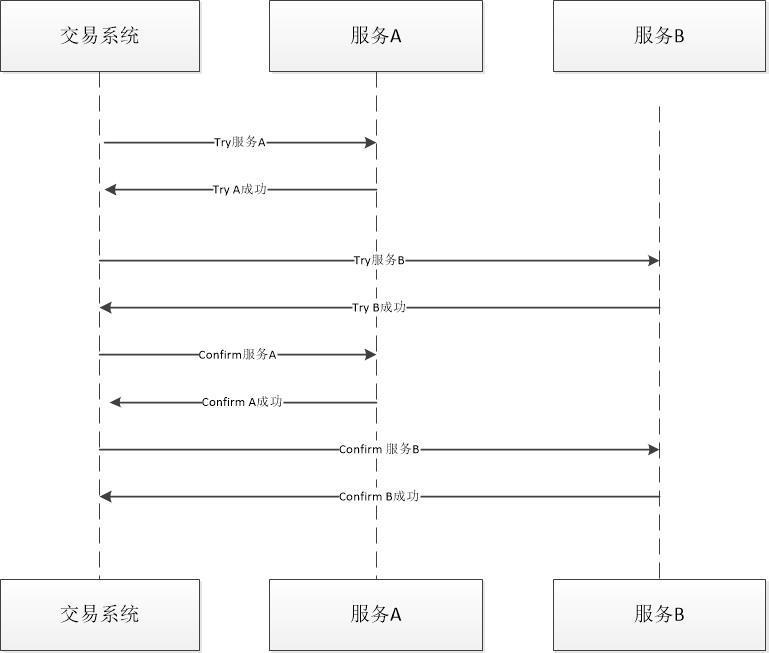 交易系统
服务A
服务B
Try服务A
Try A成功
Try服务B
Try B成功
Confirm服务A
Confirm A成功
Confirm 服务B
Confirm B成功
交易系统
服务A
服务B